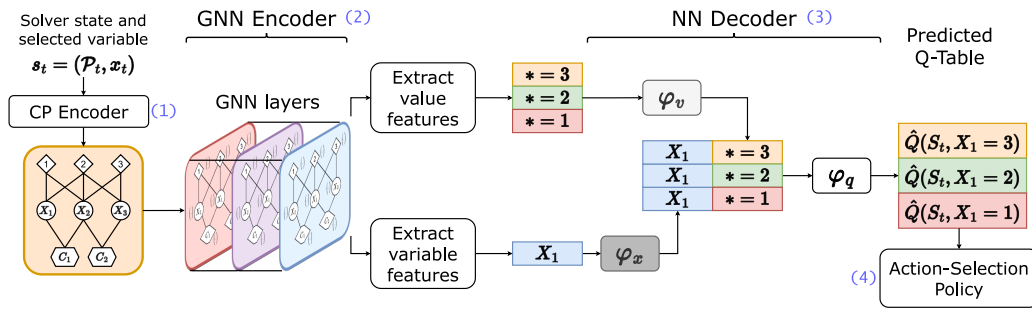 Solver state and
selected variable
s_t = (P_t, x_t)
CP Encoder
(1)
1 2 3
X_1 X_2 X_3
C_1 C_2
GNN Encoder (2)
GNN layers
Extract
value
features
Extract
variable
features
* = 3
* = 2
* = 1
X_1
NN Decoder (3)
φ_v
φ_x
X_1 * = 3
X_1 * = 2
X_1 * = 1
φ_q
Predicted
Q-Table
Q̂(S_t, X_1 = 3)
Q̂(S_t, X_1 = 2)
Q̂(S_t, X_1 = 1)
(4)
Action-Selection
Policy